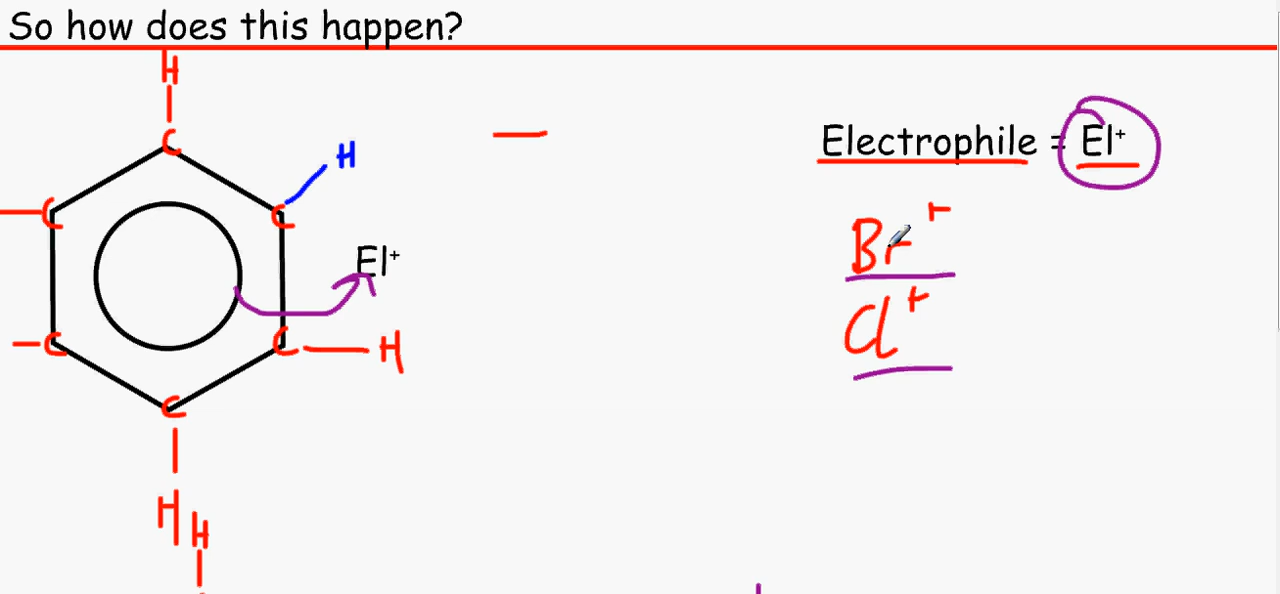 So how does this happen?
H
H
Electrophile = El⁺
C
C
C
Br⁺
El⁺
Cl⁺
C
C
H
C
H
H